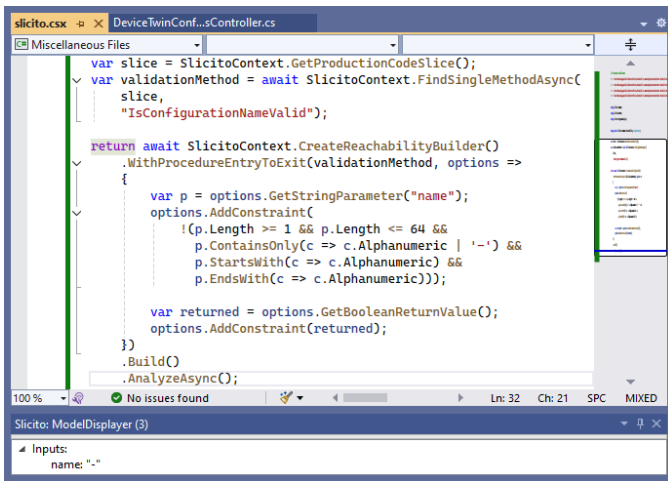 slicito.csx
DeviceTwinConf...sController.cs
C# Miscellaneous Files
var slice = SlicitoContext.GetProductionCodeSlice();
var validationMethod = await SlicitoContext.FindSingleMethodAsync(
slice,
"IsConfigurationNameValid");
return await SlicitoContext.CreateReachabilityBuilder()
.WithProcedureEntryToExit(validationMethod, options =>
{
var p = options.GetStringParameter("name");
options.AddConstraint(
!(p.Length >= 1 && p.Length <= 64 &&
p.ContainsOnly(c => c.Alphanumeric | '-') &&
p.StartsWith(c => c.Alphanumeric) &&
p.EndsWith(c => c.Alphanumeric)));
var returned = options.GetBooleanReturnValue();
options.AddConstraint(returned);
})
.Build()
.AnalyzeAsync();
100 % No issues found Ln: 32 Ch: 21 SPC MIXED
Slicito: ModelDisplayer (3)
Inputs:
name: "-"